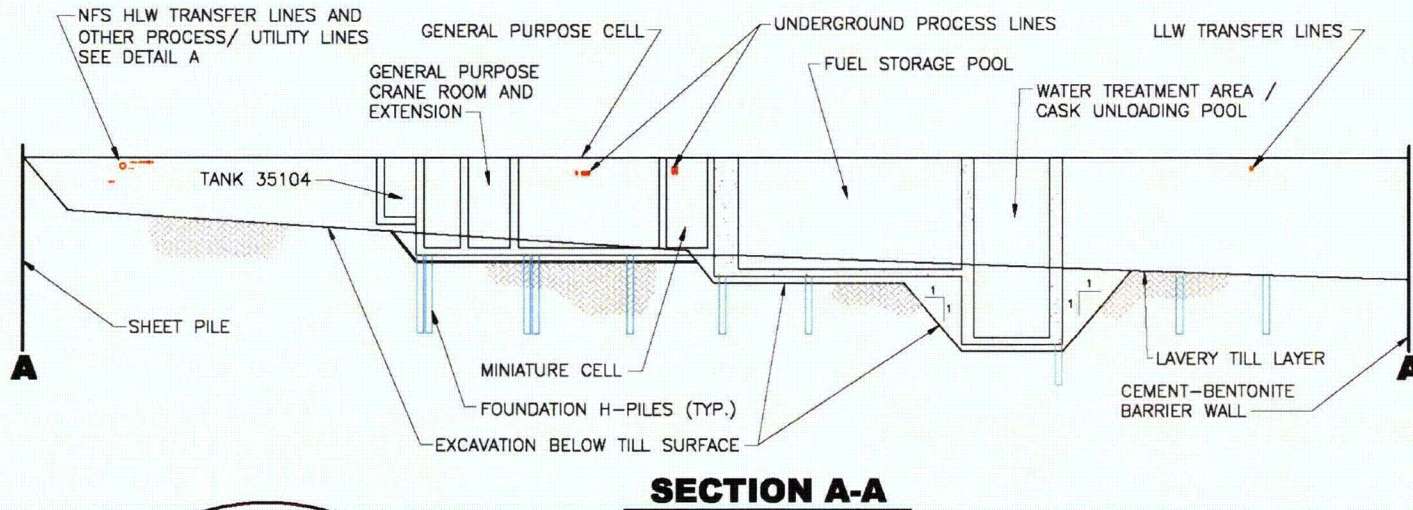 NFS HLW TRANSFER LINES AND
OTHER PROCESS/ UTILITY LINES
SEE DETAIL A
GENERAL PURPOSE CELL
UNDERGROUND PROCESS LINES
LLW TRANSFER LINES
GENERAL PURPOSE
CRANE ROOM AND
EXTENSION
FUEL STORAGE POOL
WATER TREATMENT AREA /
CASK UNLOADING POOL
TANK 35104
1
1
1
1
SHEET PILE
A
MINIATURE CELL
LAVERY TILL LAYER
A
FOUNDATION H-PILES (TYP.)
CEMENT-BENTONITE
BARRIER WALL
EXCAVATION BELOW TILL SURFACE
SECTION A-A